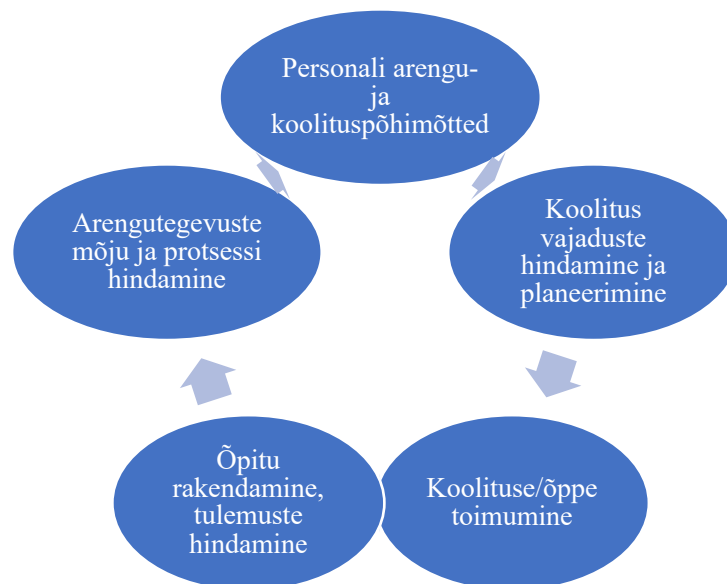 Personali arengu-
ja
koolituspõhimõtted
Koolitus
vajaduste
hindamine ja
planeerimine
Koolituse/õppe
toimumine
Õpitu
rakendamine,
tulemuste
hindamine
Arengutegevuste
mõju ja protsessi
hindamine